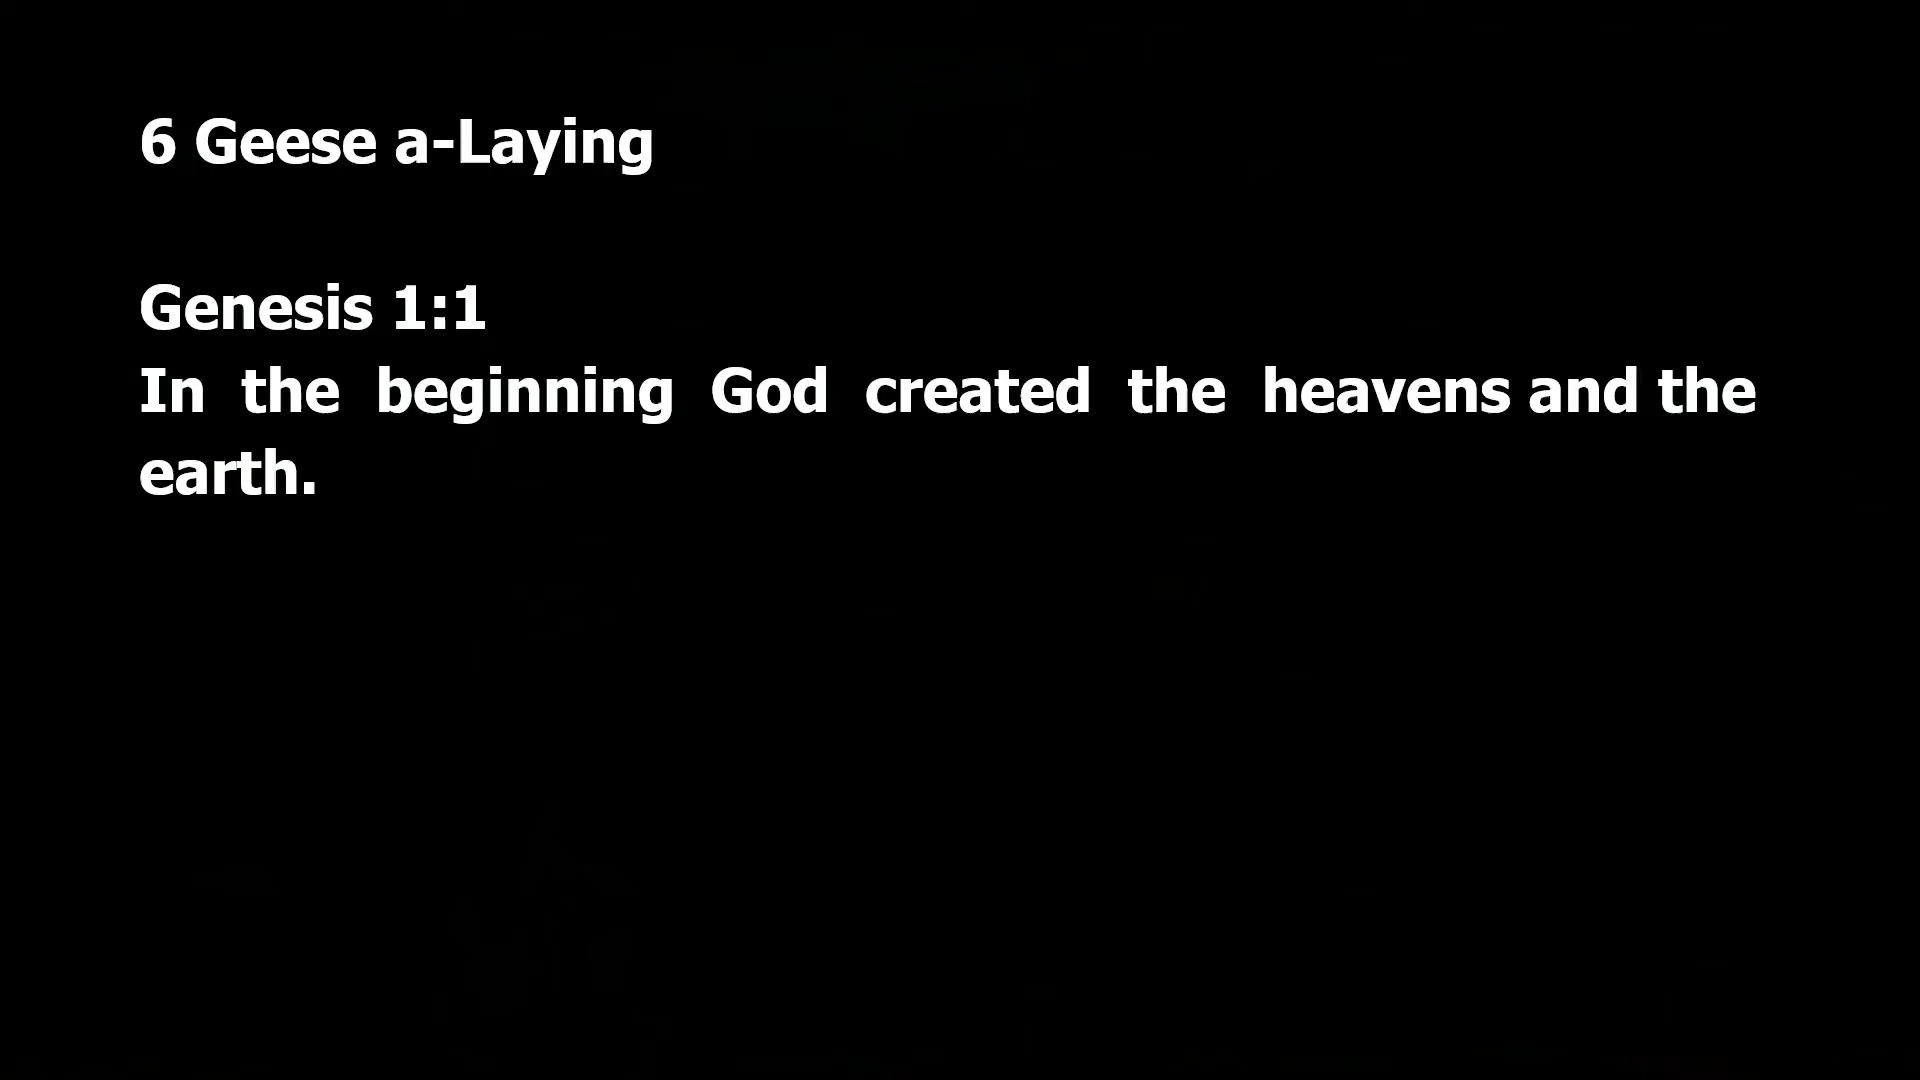 6 Geese a-Laying
Genesis 1:1
In the beginning God created the heavens and the
earth.